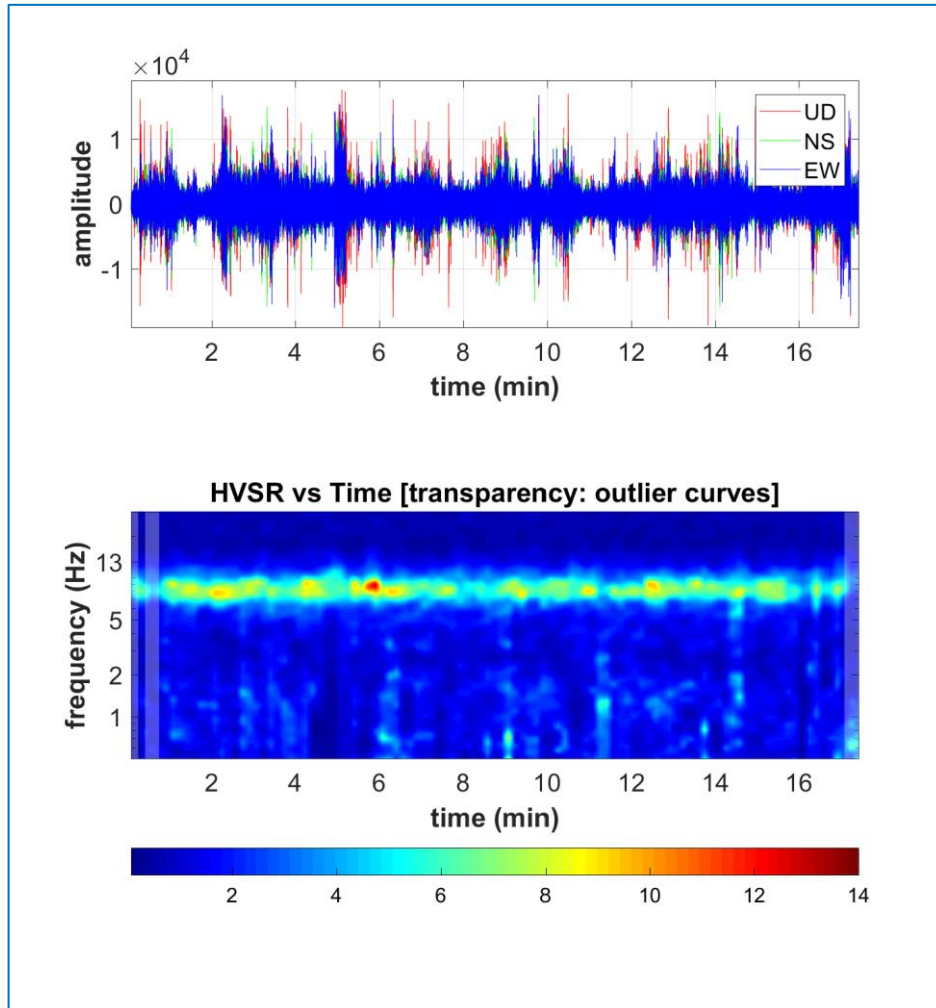 ×10⁴
1
0
-1
amplitude
UD
NS
EW
2 4 6 8 10 12 14 16
time (min)
HVSR vs Time [transparency: outlier curves]
13
5
2
1
frequency (Hz)
2 4 6 8 10 12 14 16
time (min)
2 4 6 8 10 12 14